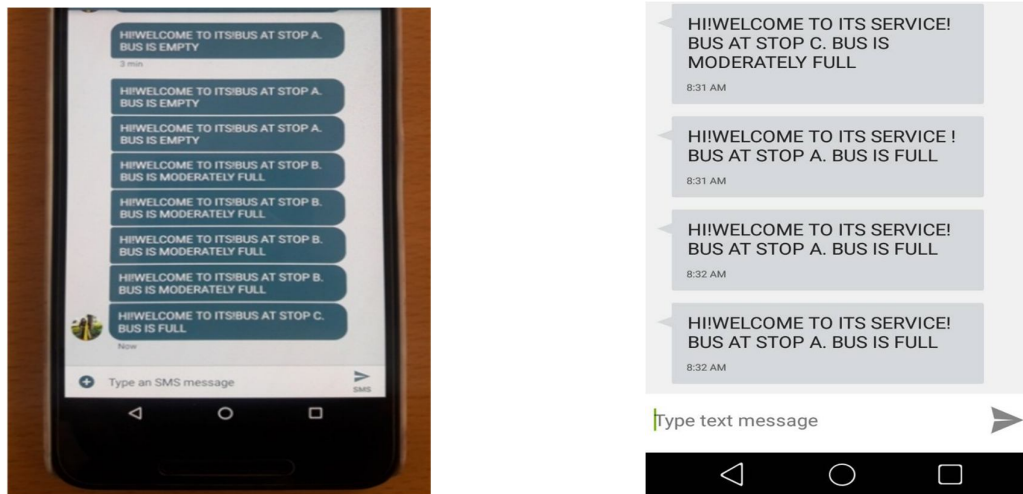 HI!WELCOME TO ITS!BUS AT STOP A.
BUS IS EMPTY
3 min
HI!WELCOME TO ITS!BUS AT STOP A.
BUS IS EMPTY
HI!WELCOME TO ITS!BUS AT STOP A.
BUS IS EMPTY
HI!WELCOME TO ITS!BUS AT STOP B.
BUS IS MODERATELY FULL
HI!WELCOME TO ITS!BUS AT STOP B.
BUS IS MODERATELY FULL
HI!WELCOME TO ITS!BUS AT STOP B.
BUS IS MODERATELY FULL
HI!WELCOME TO ITS!BUS AT STOP B.
BUS IS MODERATELY FULL
HI!WELCOME TO ITS!BUS AT STOP C.
BUS IS FULL
Now
Type an SMS message
SMS
HI!WELCOME TO ITS SERVICE!
BUS AT STOP C. BUS IS
MODERATELY FULL
8:31 AM
HI!WELCOME TO ITS SERVICE !
BUS AT STOP A. BUS IS FULL
8:31 AM
HI!WELCOME TO ITS SERVICE!
BUS AT STOP A. BUS IS FULL
8:32 AM
HI!WELCOME TO ITS SERVICE!
BUS AT STOP A. BUS IS FULL
8:32 AM
Type text message